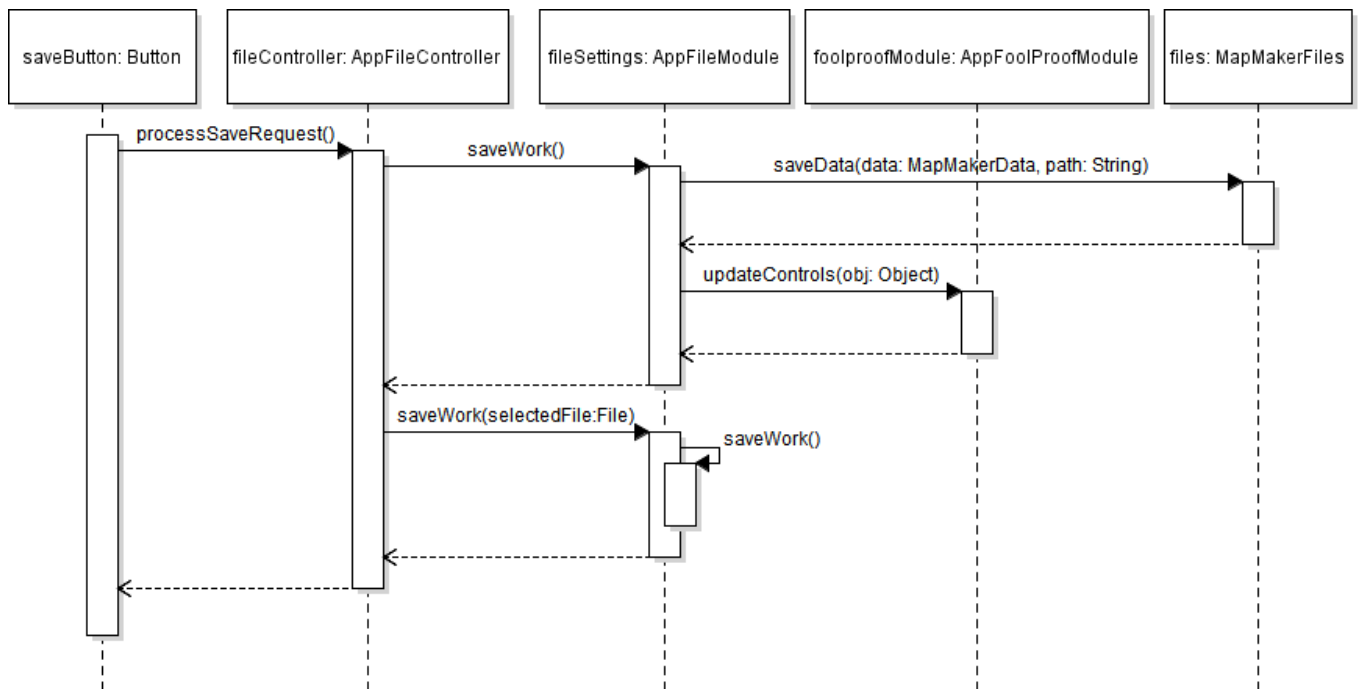 saveButton: Button
fileController: AppFileController
fileSettings: AppFileModule
foolproofModule: AppFoolProofModule
files: MapMakerFiles
processSaveRequest()
saveWork()
saveData(data: MapMakerData, path: String)
updateControls(obj: Object)
saveWork(selectedFile:File)
saveWork()